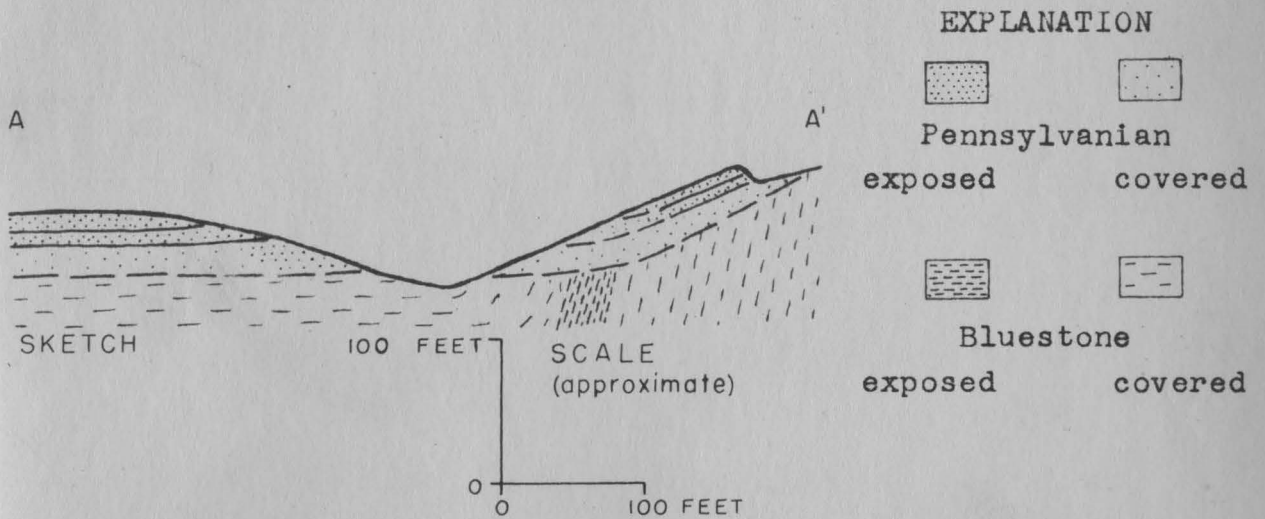 EXPLANATION
Pennsylvanian
exposed covered
Bluestone
exposed covered
A A'
SKETCH
100 FEET
SCALE
(approximate)
0
0 100 FEET